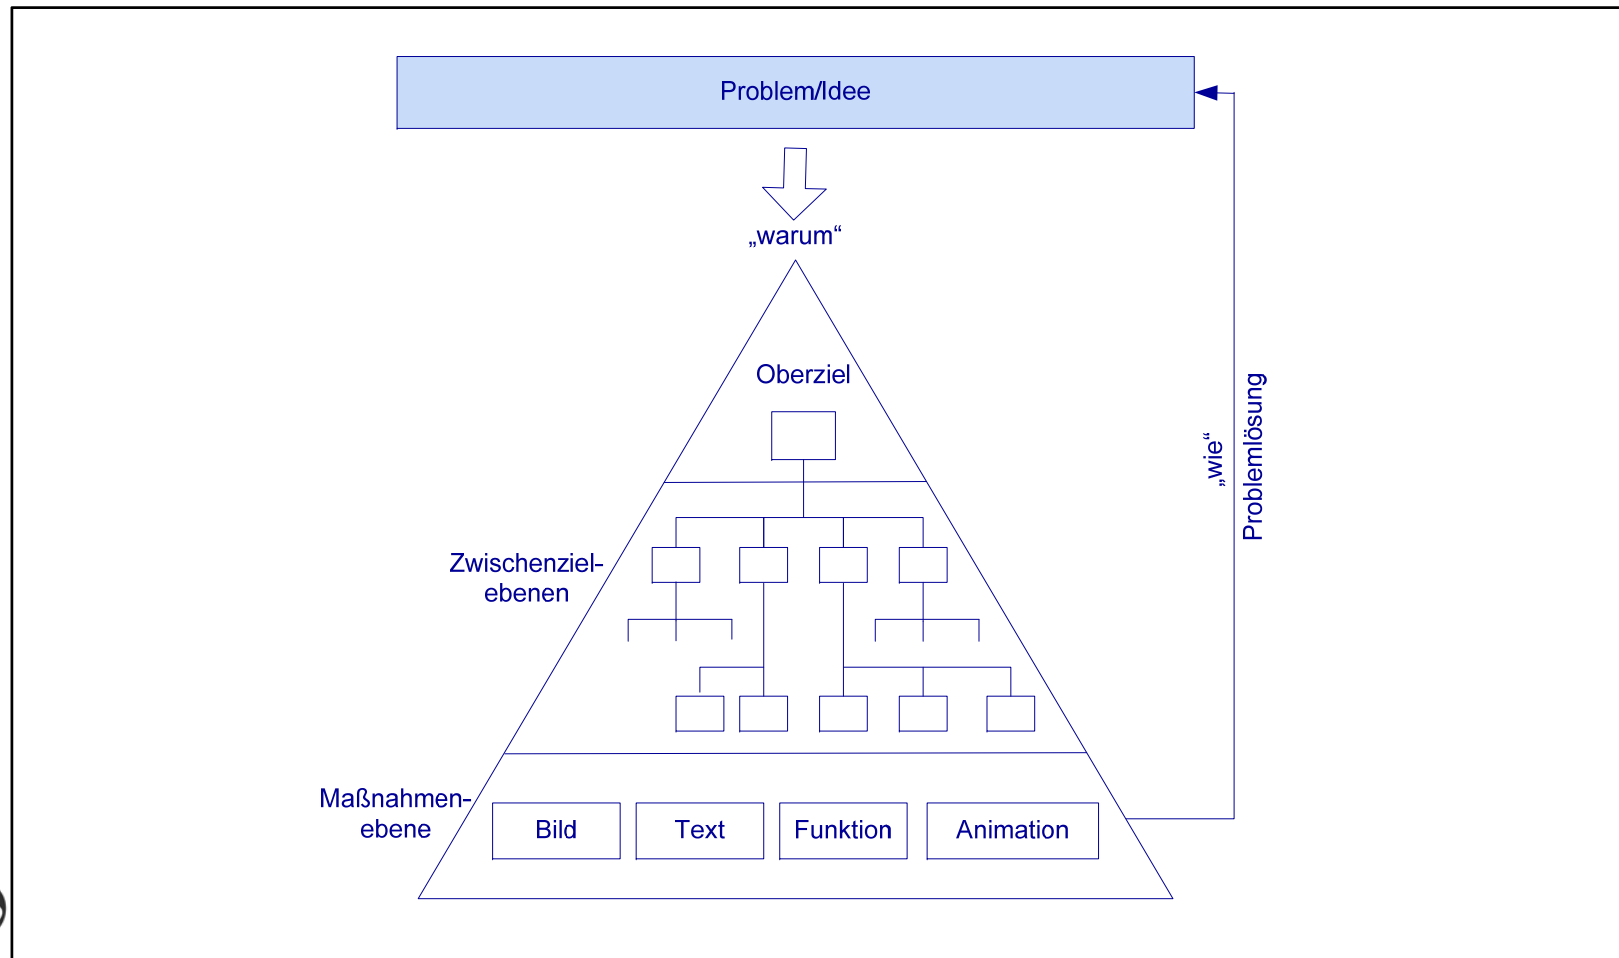 Problem/Idee
„warum“
Oberziel
„wie“
Problemlösung
Zwischenziel-
ebenen
Maßnahmen-
ebene
Bild
Text
Funktion
Animation